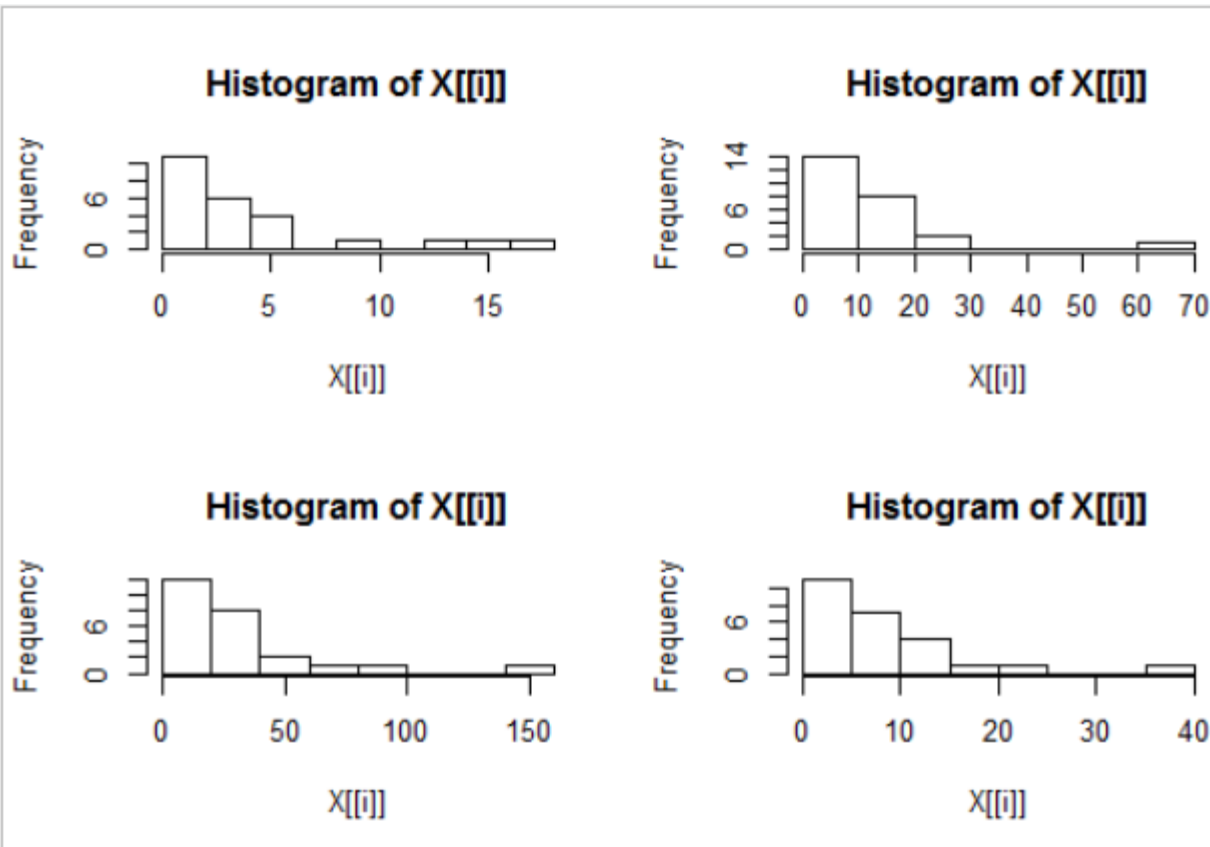 Histogram of X[[i]]
Frequency
6
0
0 5 10 15
X[[i]]
Histogram of X[[i]]
Frequency
14
6
0
0 10 20 30 40 50 60 70
X[[i]]
Histogram of X[[i]]
Frequency
6
0
0 50 100 150
X[[i]]
Histogram of X[[i]]
Frequency
6
0
0 10 20 30 40
X[[i]]